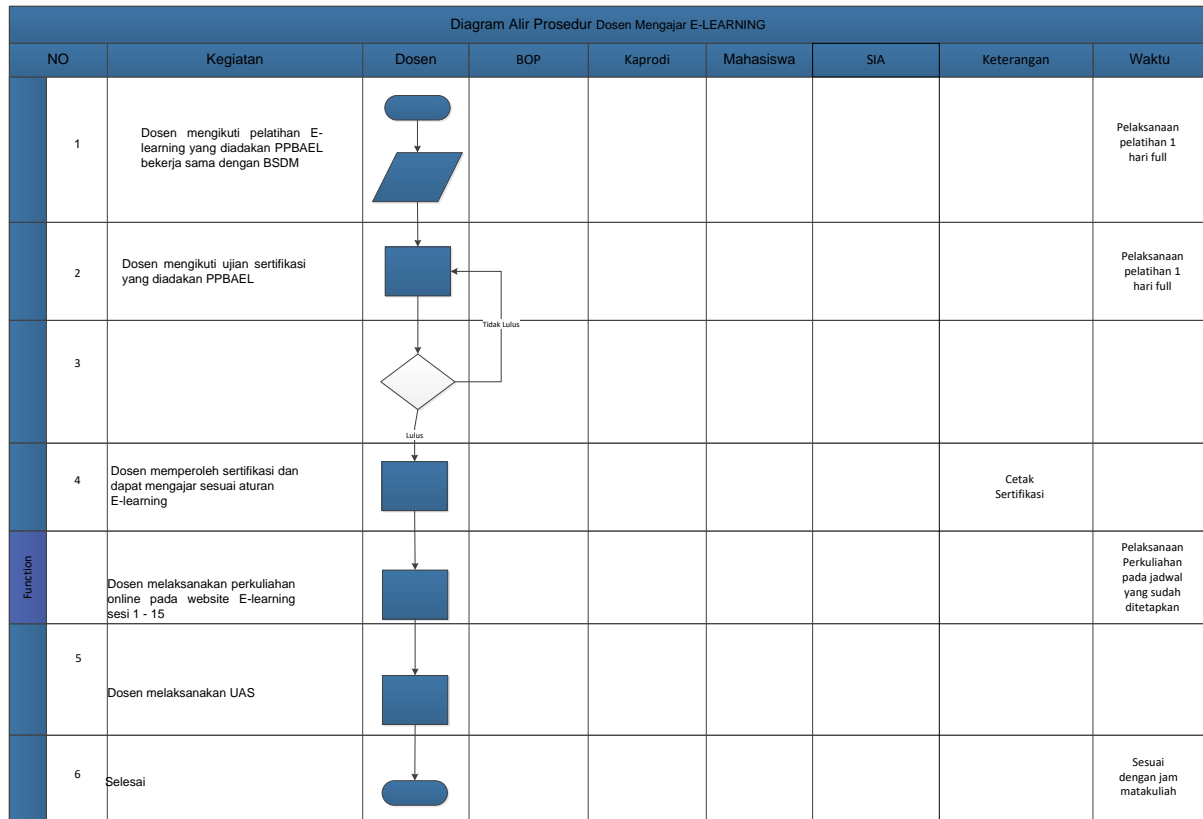 Diagram Alir Prosedur Dosen Mengajar E-LEARNING
NO
Kegiatan
Dosen
BOP
Kaprodi
Mahasiswa
SIA
Keterangan
Waktu
1
Dosen mengikuti pelatihan E-
learning yang diadakan PPBAEL
bekerja sama dengan BSDM
Pelaksanaan
pelatihan 1
hari full
2
Dosen mengikuti ujian sertifikasi
yang diadakan PPBAEL
Pelaksanaan
pelatihan 1
hari full
Tidak Lulus
3
Lulus
4
Dosen memperoleh sertifikasi dan
dapat mengajar sesuai aturan
E-learning
Cetak
Sertifikasi
Function
Dosen melaksanakan perkuliahan
online pada website E-learning
sesi 1 - 15
Pelaksanaan
Perkuliahan
pada jadwal
yang sudah
ditetapkan
5
Dosen melaksanakan UAS
6
Selesai
Sesuai
dengan jam
matakuliah